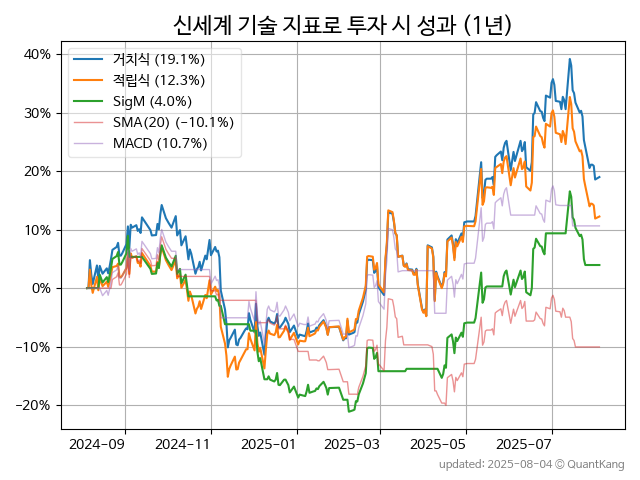 신세계 기술 지표로 투자 시 성과 (1년)
거치식 (19.1%)
적립식 (12.3%)
SigM (4.0%)
SMA(20) (−10.1%)
MACD (10.7%)
40%
30%
20%
10%
0%
−10%
−20%
2024-09
2024-11
2025-01
2025-03
2025-05
2025-07
updated: 2025-08-04 © QuantKang